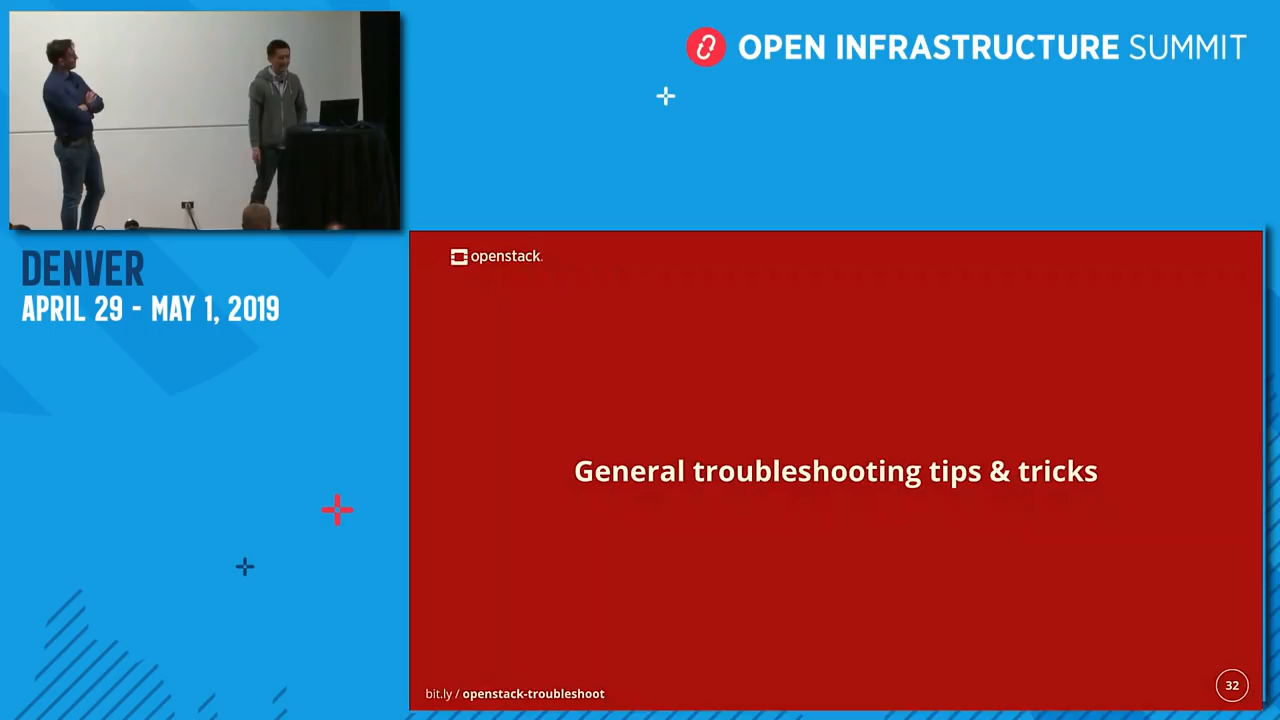 OPEN INFRASTRUCTURE SUMMIT
DENVER
APRIL 29 - MAY 1, 2019
openstack.
General troubleshooting tips & tricks
bit.ly / openstack-troubleshoot
32